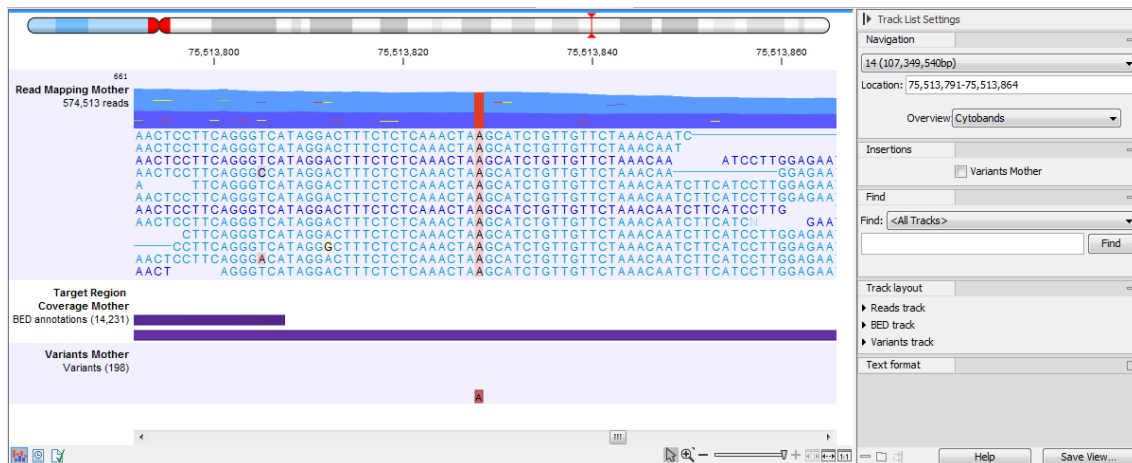 Track List Settings
Navigation
14 (107,349,540bp)
Location: 75,513,791-75,513,864
Overview: Cytobands
Insertions
Variants Mother
Find
Find: <All Tracks>
Find
Track layout
Reads track
BED track
Variants track
Text format
Help Save View...
75,513,800 75,513,820 75,513,840 75,513,860
661
Read Mapping Mother
574,513 reads
AACTCCTTCAGGGTCATAGGACTTTCTCTCAAACTAAGCATCTGTTGTTCTAAACAATC
AACTCCTTCAGGGTCATAGGACTTTCTCTCAAACTAAGCATCTGTTGTTCTAAACAAT
AACTCCTTCAGGGTCATAGGACTTTCTCTCAAACTAAGCATCTGTTGTTCTAAACAA ATCCTTGGAGAA
AACTCCTTCAGGGCCATAGGACTTTCTCTCAAACTAAGCATCTGTTGTTCTAAACAA GGAGAA
A TTCAGGGTCATAGGACTTTCTCTCAAACTAAGCATCTGTTGTTCTAAACAATCTTCATCCTTGGAGAA
AACTCCTTCAGGGTCATAGGACTTTCTCTCAAACTAAGCATCTGTTGTTCTAAACAATCTTCATCCTTGGAGAA
AACTCCTTCAGGGTCATAGGACTTTCTCTCAAACTAAGCATCTGTTGTTCTAAACAATCTTCATCCTTG
AACTCCTTCAGGGTCATAGGACTTTCTCTCAAACTAAGCATCTGTTGTTCTAAACAATCTTCATCN GAA
CCTTCAGGGTCATAGGACTTTCTCTCAAACTAAGCATCTGTTGTTCTAAACAATCTTCATCCTTGGAGAA
CCTTCAGGGTCATAGGGCTTTCTCTCAAACTAAGCATCTGTTGTTCTAAACAATCTTCATCCTTGGAGAA
AACTCCTTCAGGGACATAGGACTTTCTCTCAAACTAAGCATCTGTTGTTCTAAACAATCTTCATCCTTGGAGAA
AACT AGGGTCATAGGACTTTCTCTCAAACTAAGCATCTGTTGTTCTAAACAATCTTCATCCTTGGAGAA
Target Region
Coverage Mother
BED annotations (14,231)
Variants Mother
Variants (198)
A
1:1